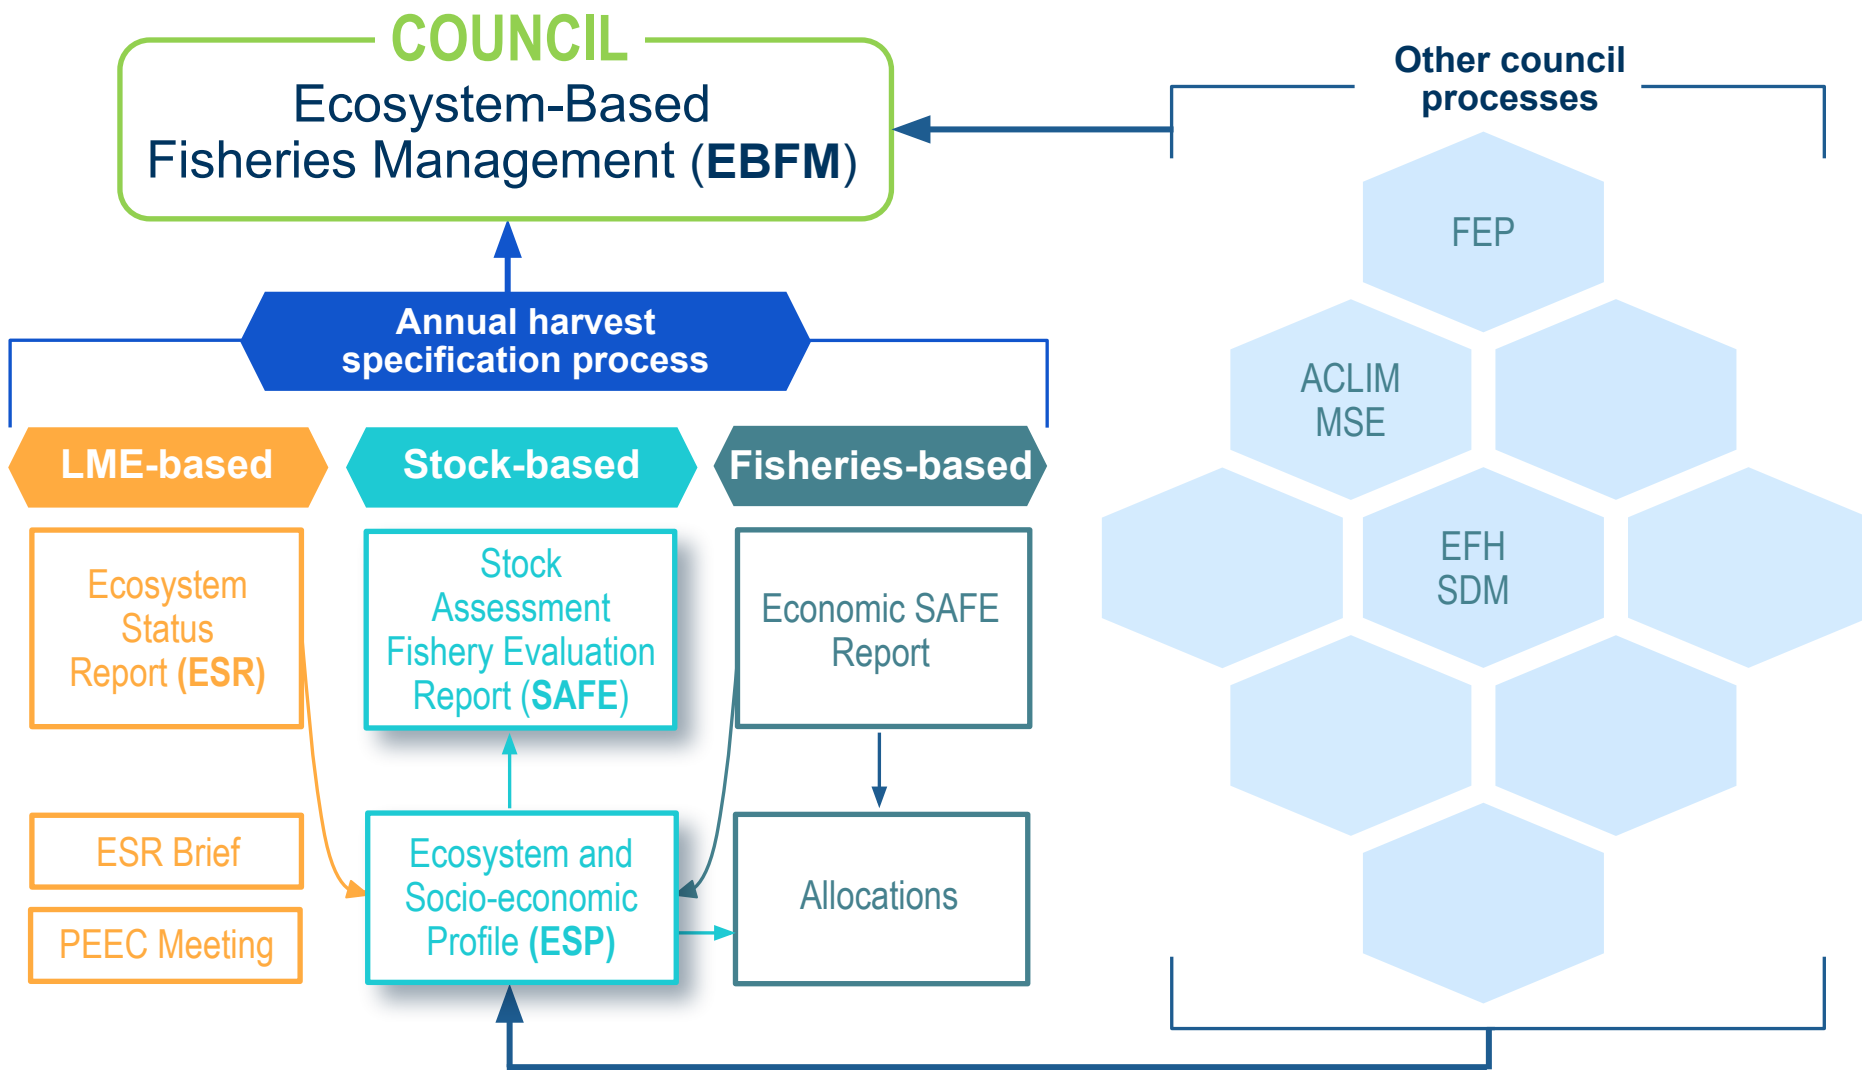 COUNCIL
Ecosystem-Based
Fisheries Management (EBFM)
Other council
processes
Annual harvest
specification process
LME-based
Stock-based
Fisheries-based
Ecosystem
Status
Report (ESR)
Stock
Assessment
Fishery Evaluation
Report (SAFE)
Economic SAFE
Report
ESR Brief
PEEC Meeting
Ecosystem and
Socio-economic
Profile (ESP)
Allocations
FEP
ACLIM
MSE
EFH
SDM